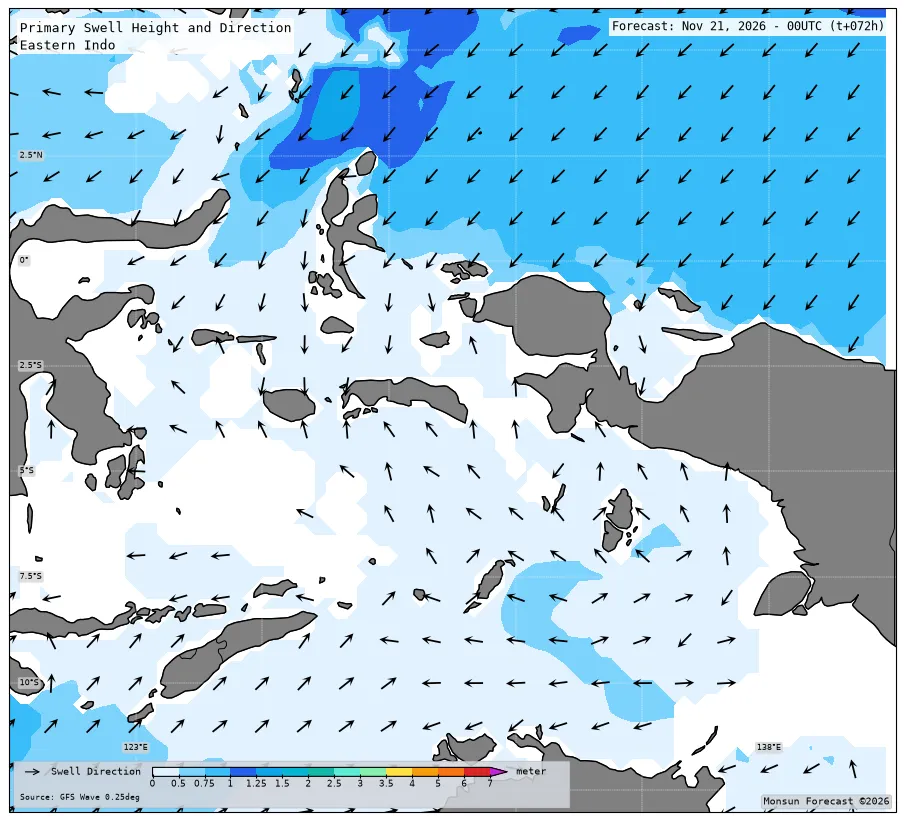 Primary Swell Height and Direction
Eastern Indo
Forecast: Nov 21, 2026 - 00UTC (t+072h)
2.5°N
0°
2.5°S
5°S
7.5°S
10°S
123°E
138°E
Swell Direction
0 0.5 0.75 1 1.25 1.5 2 2.5 3 3.5 4 5 6 7
meter
Source: GFS Wave 0.25deg
Monsun Forecast ©2026